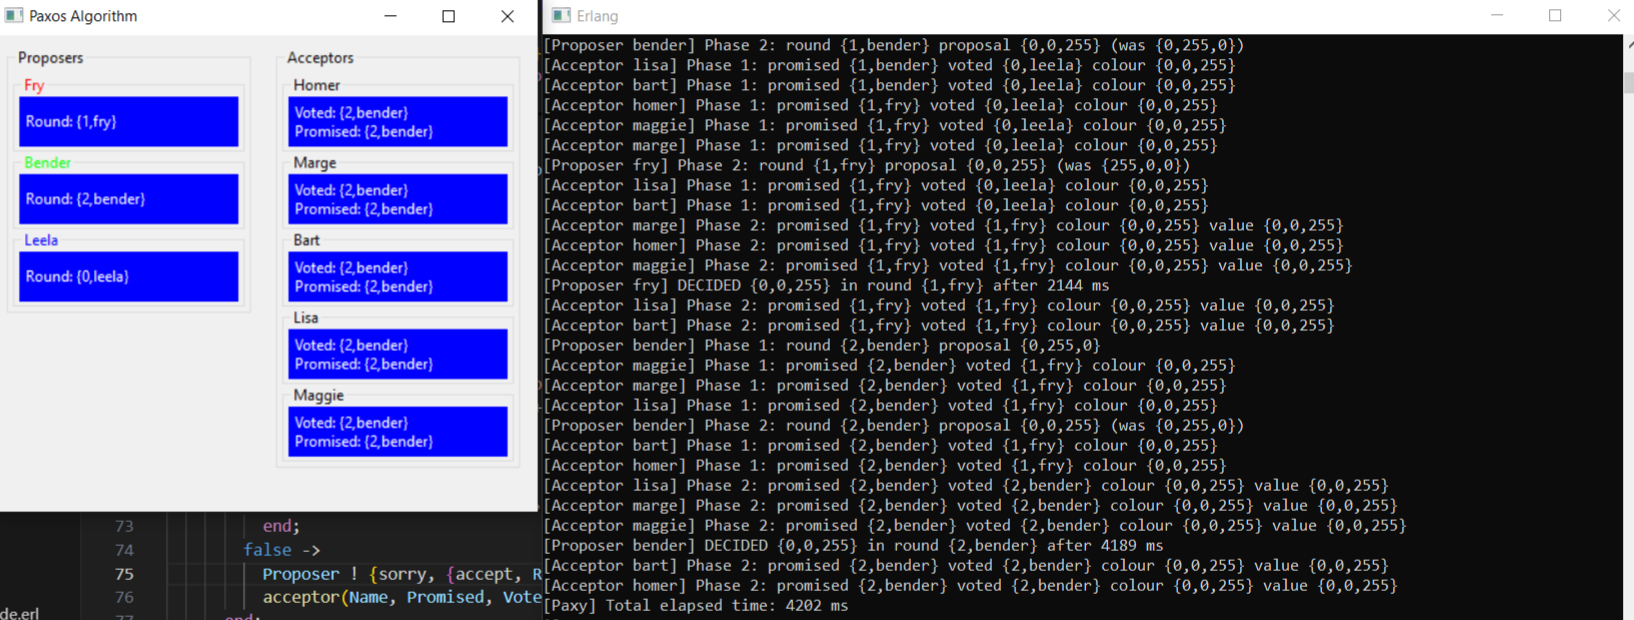 Paxos Algorithm
Proposers
Fry
Round: {1,fry}
Bender
Round: {2,bender}
Leela
Round: {0,leela}
Acceptors
Homer
Voted: {2,bender}
Promised: {2,bender}
Marge
Voted: {2,bender}
Promised: {2,bender}
Bart
Voted: {2,bender}
Promised: {2,bender}
Lisa
Voted: {2,bender}
Promised: {2,bender}
Maggie
Voted: {2,bender}
Promised: {2,bender}
73 end;
74 false ->
75 Proposer ! {sorry, {accept, R
76 acceptor(Name, Promised, Vote
de.erl
Erlang
[Proposer bender] Phase 2: round {1,bender} proposal {0,0,255} (was {0,255,0})
[Acceptor lisa] Phase 1: promised {1,bender} voted {0,leela} colour {0,0,255}
[Acceptor bart] Phase 1: promised {1,bender} voted {0,leela} colour {0,0,255}
[Acceptor homer] Phase 1: promised {1,fry} voted {0,leela} colour {0,0,255}
[Acceptor maggie] Phase 1: promised {1,fry} voted {0,leela} colour {0,0,255}
[Acceptor marge] Phase 1: promised {1,fry} voted {0,leela} colour {0,0,255}
[Proposer fry] Phase 2: round {1,fry} proposal {0,0,255} (was {255,0,0})
[Acceptor lisa] Phase 1: promised {1,fry} voted {0,leela} colour {0,0,255}
[Acceptor bart] Phase 1: promised {1,fry} voted {0,leela} colour {0,0,255}
[Acceptor marge] Phase 2: promised {1,fry} voted {1,fry} colour {0,0,255} value {0,0,255}
[Acceptor homer] Phase 2: promised {1,fry} voted {1,fry} colour {0,0,255} value {0,0,255}
[Acceptor maggie] Phase 2: promised {1,fry} voted {1,fry} colour {0,0,255} value {0,0,255}
[Proposer fry] DECIDED {0,0,255} in round {1,fry} after 2144 ms
[Acceptor lisa] Phase 2: promised {1,fry} voted {1,fry} colour {0,0,255} value {0,0,255}
[Acceptor bart] Phase 2: promised {1,fry} voted {1,fry} colour {0,0,255} value {0,0,255}
[Proposer bender] Phase 1: round {2,bender} proposal {0,255,0}
[Acceptor maggie] Phase 1: promised {2,bender} voted {1,fry} colour {0,0,255}
[Acceptor marge] Phase 1: promised {2,bender} voted {1,fry} colour {0,0,255}
[Acceptor lisa] Phase 1: promised {2,bender} voted {1,fry} colour {0,0,255}
[Proposer bender] Phase 2: round {2,bender} proposal {0,0,255} (was {0,255,0})
[Acceptor bart] Phase 1: promised {2,bender} voted {1,fry} colour {0,0,255}
[Acceptor homer] Phase 1: promised {2,bender} voted {1,fry} colour {0,0,255}
[Acceptor lisa] Phase 2: promised {2,bender} voted {2,bender} colour {0,0,255} value {0,0,255}
[Acceptor marge] Phase 2: promised {2,bender} voted {2,bender} colour {0,0,255} value {0,0,255}
[Acceptor maggie] Phase 2: promised {2,bender} voted {2,bender} colour {0,0,255} value {0,0,255}
[Proposer bender] DECIDED {0,0,255} in round {2,bender} after 4189 ms
[Acceptor bart] Phase 2: promised {2,bender} voted {2,bender} colour {0,0,255} value {0,0,255}
[Acceptor homer] Phase 2: promised {2,bender} voted {2,bender} colour {0,0,255} value {0,0,255}
[Paxy] Total elapsed time: 4202 ms